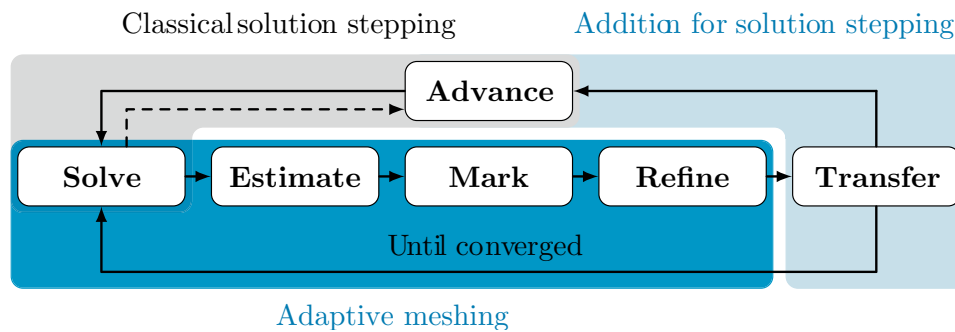 Classical solution stepping
Addition for solution stepping
Advance
Solve
Estimate
Mark
Refine
Transfer
Until converged
Adaptive meshing